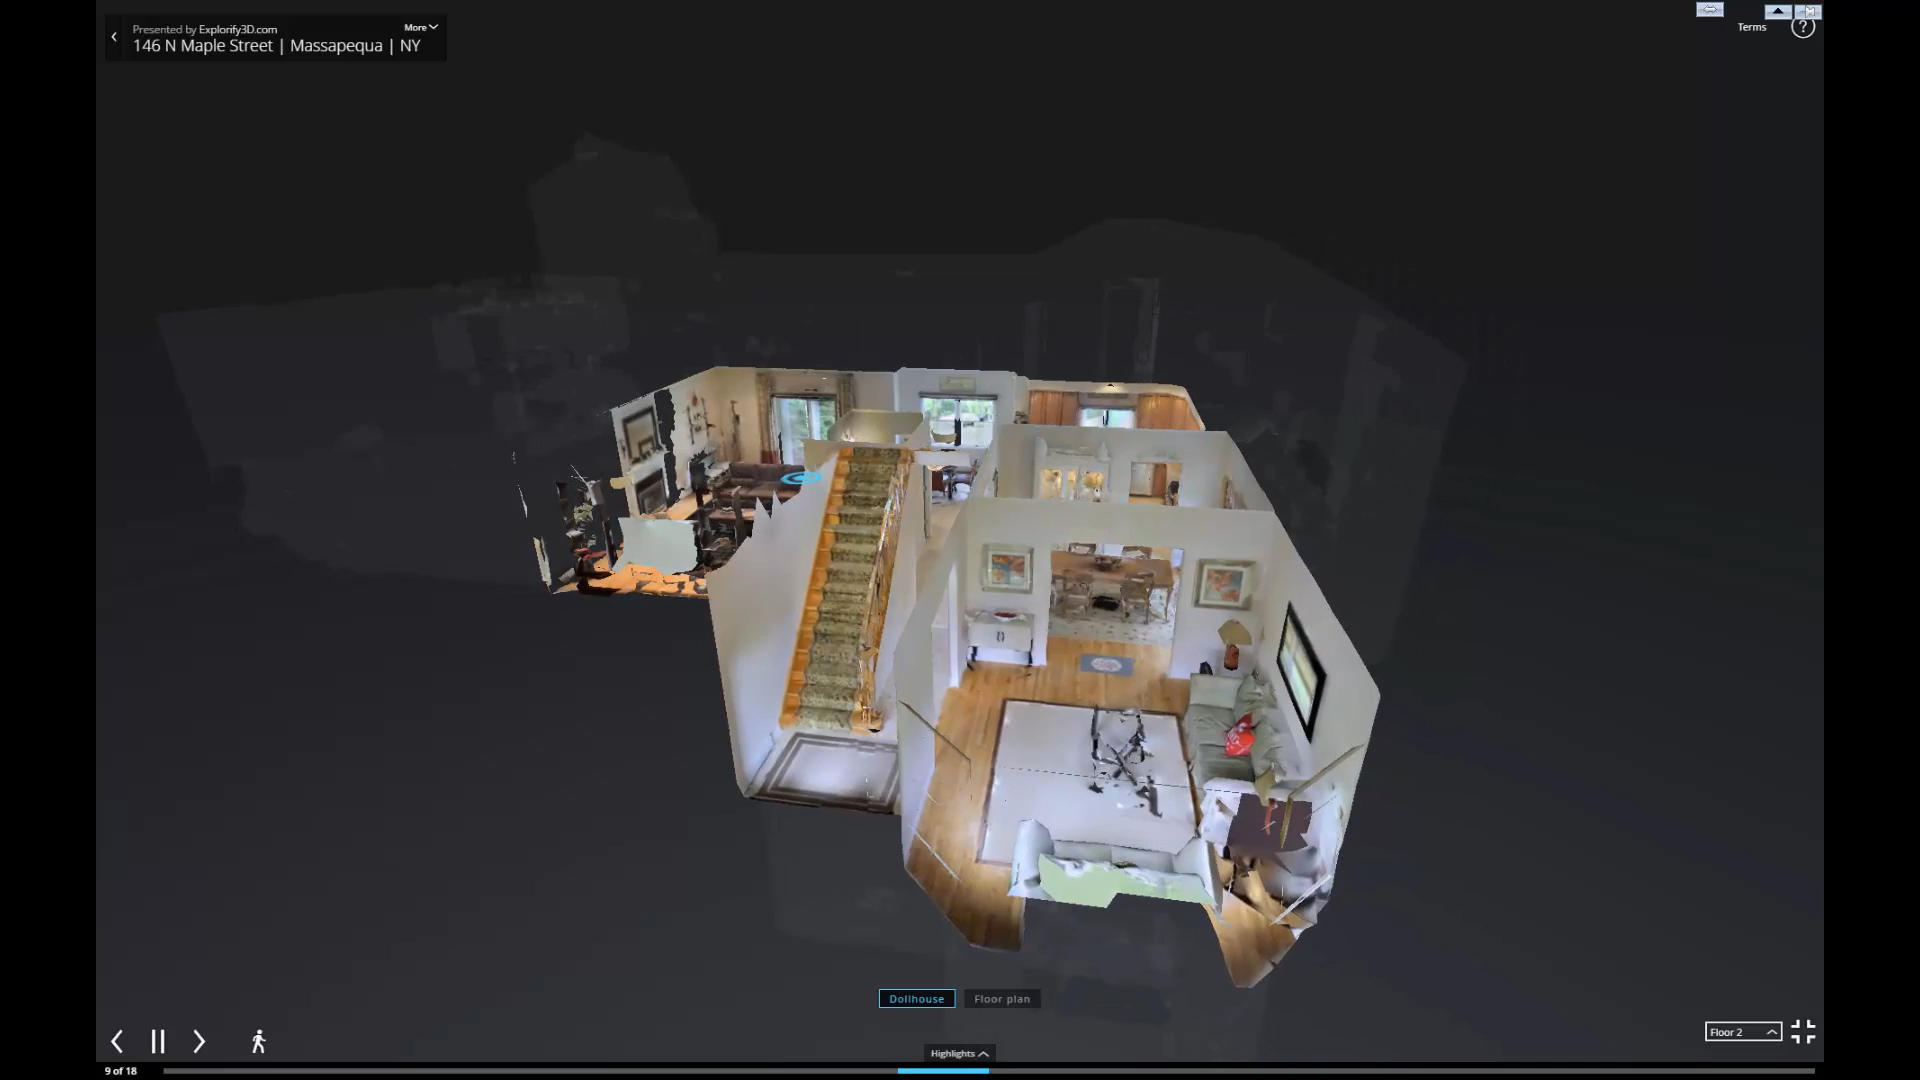 Presented by Explorify3D.com
More
146 N Maple Street | Massapequa | NY
Terms
?
Dollhouse
Floor plan
Floor 2
Highlights
9 of 18